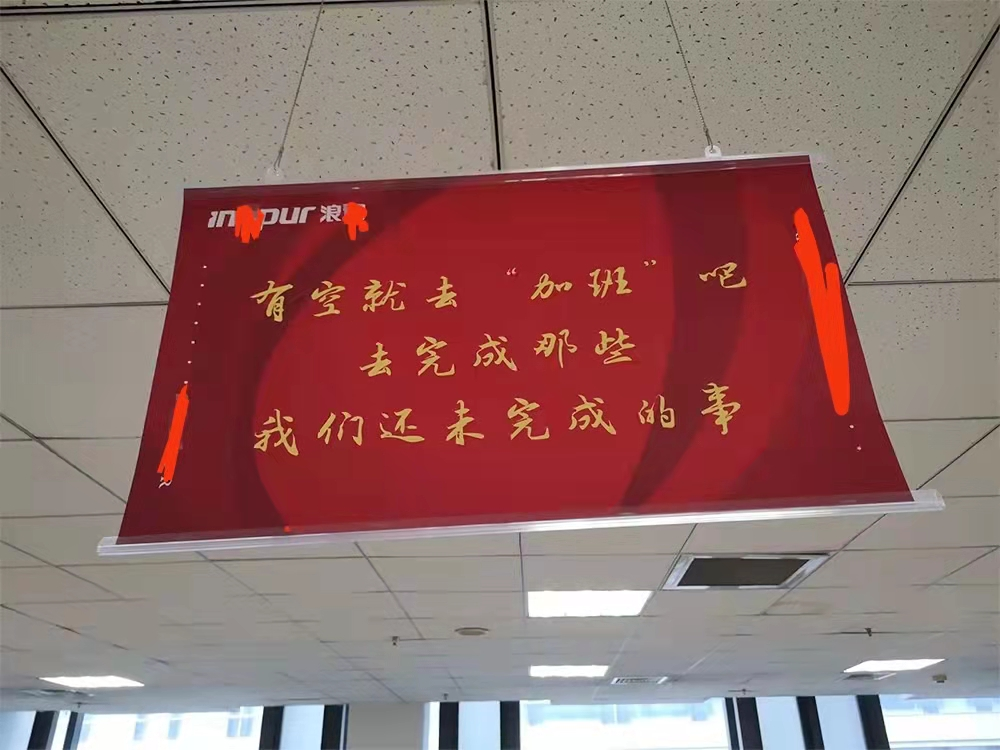 浪
有空就去“加班”吧
去完成那些
我们还未完成的事